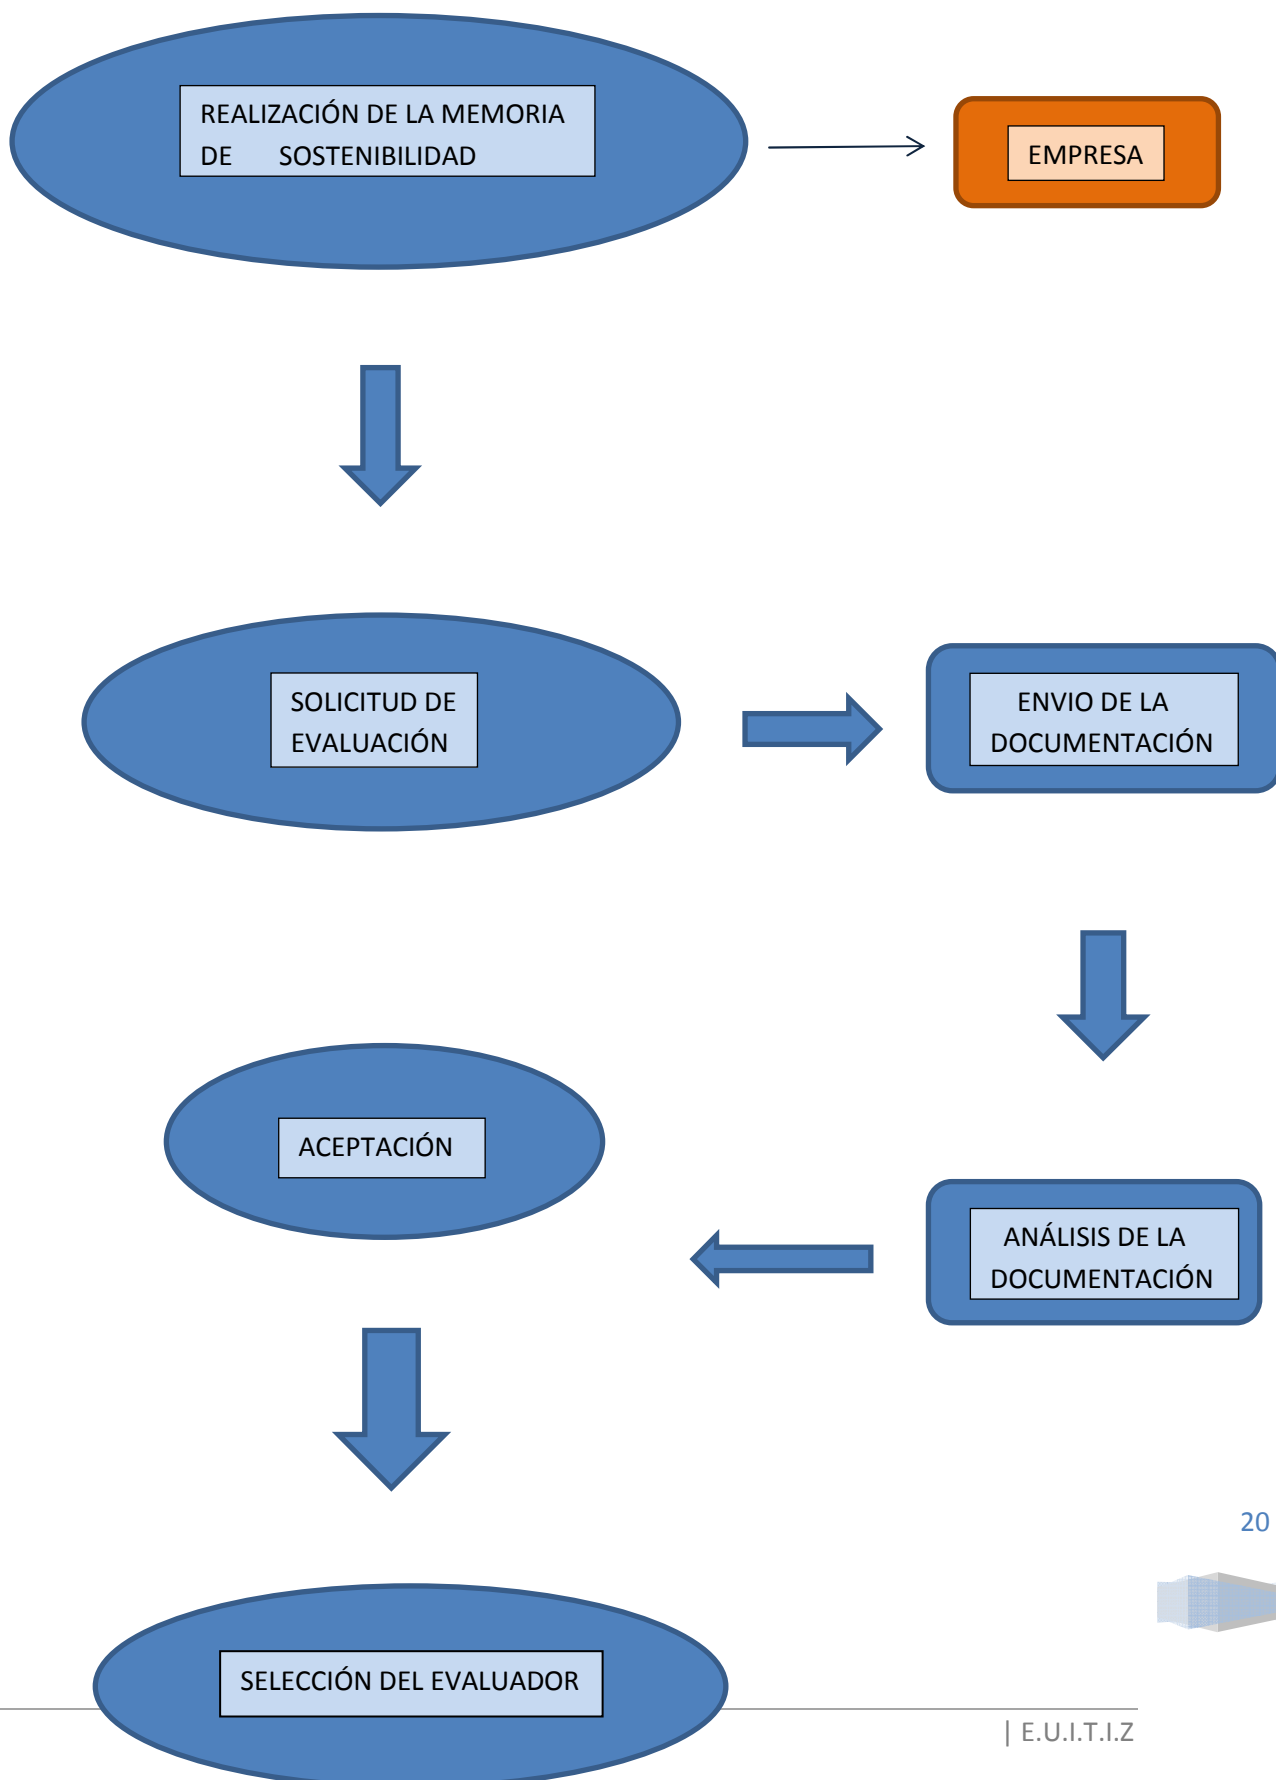 REALIZACIÓN DE LA MEMORIA
DE SOSTENIBILIDAD
EMPRESA
SOLICITUD DE
EVALUACIÓN
ENVIO DE LA
DOCUMENTACIÓN
ACEPTACIÓN
ANÁLISIS DE LA
DOCUMENTACIÓN
20
SELECCIÓN DEL EVALUADOR
| E.U.I.T.I.Z